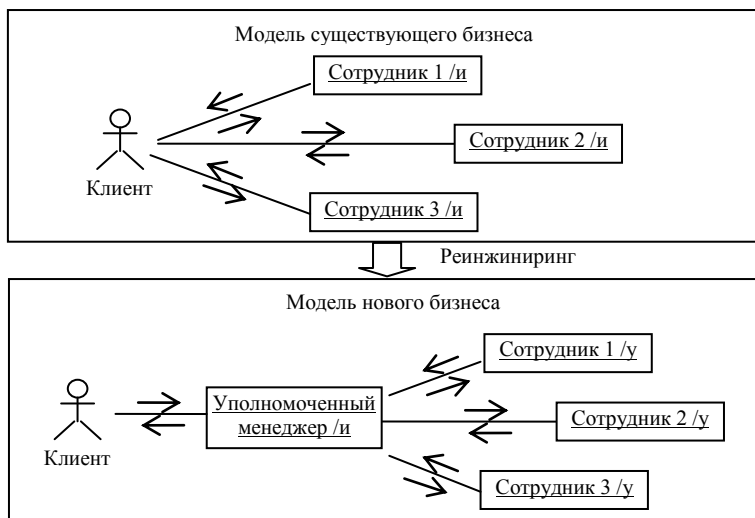 Модель существующего бизнеса
Сотрудник 1 /и
Сотрудник 2 /и
Клиент
Сотрудник 3 /и
Реинжиниринг
Модель нового бизнеса
Сотрудник 1 /у
Уполномоченный
менеджер /и
Сотрудник 2 /у
Клиент
Сотрудник 3 /у